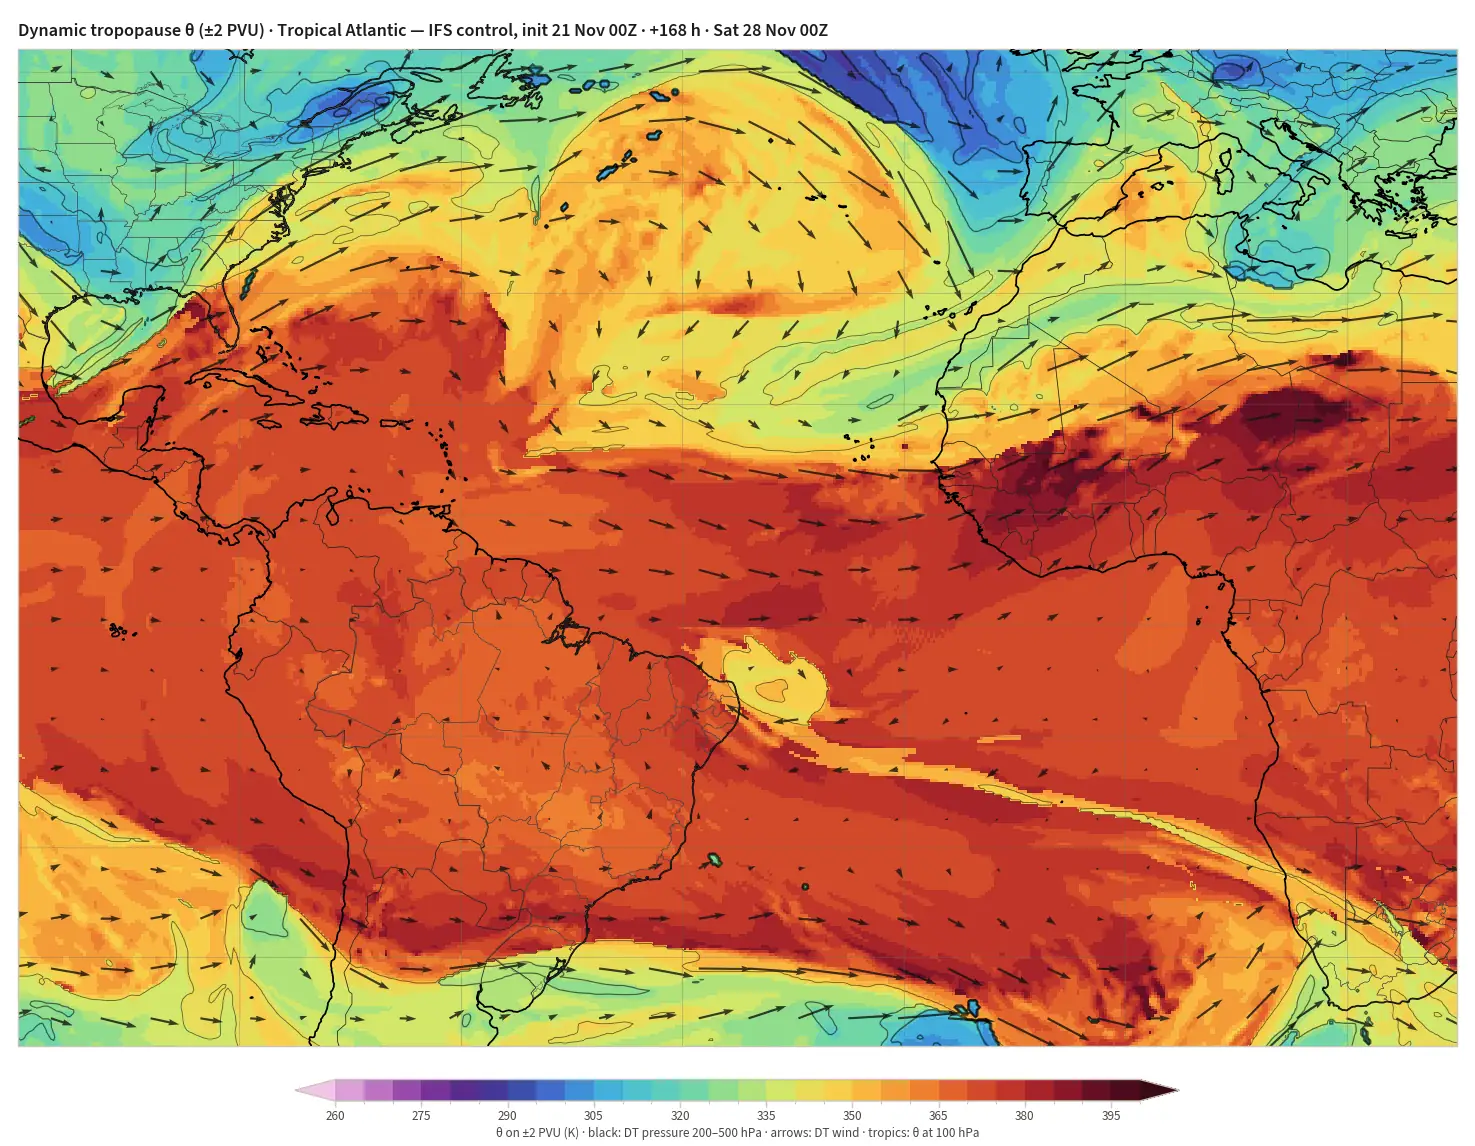 Dynamic tropopause θ (±2 PVU) · Tropical Atlantic — IFS control, init 21 Nov 00Z · +168 h · Sat 28 Nov 00Z
260 275 290 305 320 335 350 365 380 395
θ on ±2 PVU (K) · black: DT pressure 200–500 hPa · arrows: DT wind · tropics: θ at 100 hPa